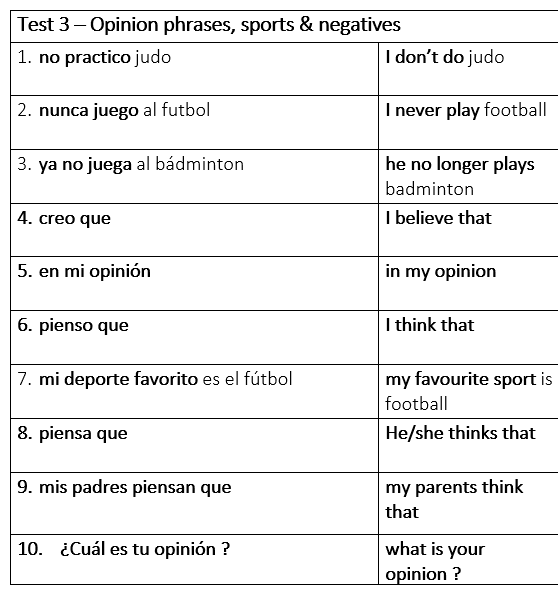 Test 3 – Opinion phrases, sports & negatives
1. no practico judo
I don't do judo
2. nunca juego al futbol
I never play football
3. ya no juega al bádminton
he no longer plays
badminton
4. creo que
I believe that
5. en mi opinión
in my opinion
6. pienso que
I think that
7. mi deporte favorito es el fútbol
my favourite sport is
football
8. piensa que
He/she thinks that
9. mis padres piensan que
my parents think
that
10. ¿Cuál es tu opinión ?
what is your
opinion ?